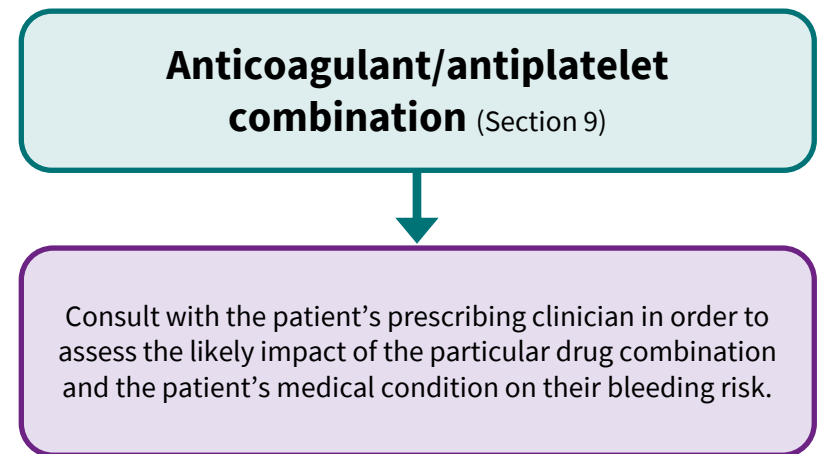 Anticoagulant/antiplatelet
combination (Section 9)
Consult with the patient’s prescribing clinician in order to
assess the likely impact of the particular drug combination
and the patient’s medical condition on their bleeding risk.